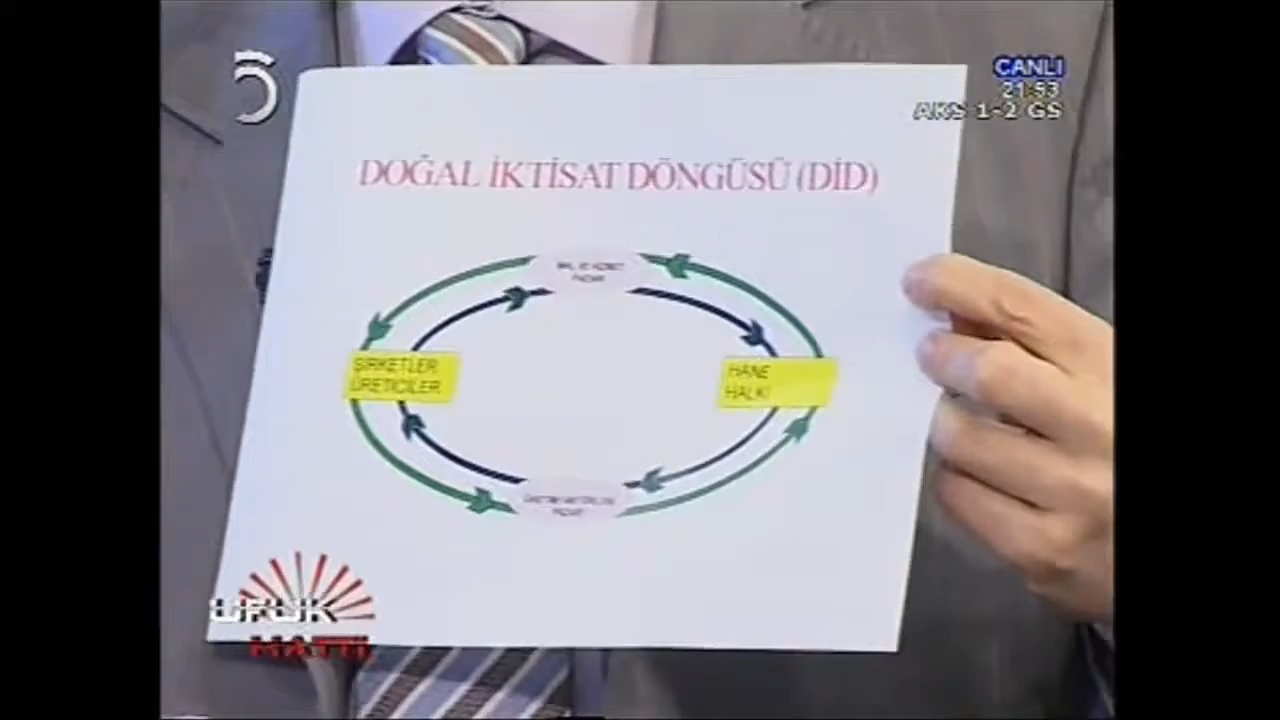 5
CANLI
21:53
AKS 1-2 GS
DOĞAL İKTİSAT DÖNGÜSÜ (DİD)
ŞİRKETLER
ÜRETİCİLER
HANE
HALKI
UFUK
HATTI